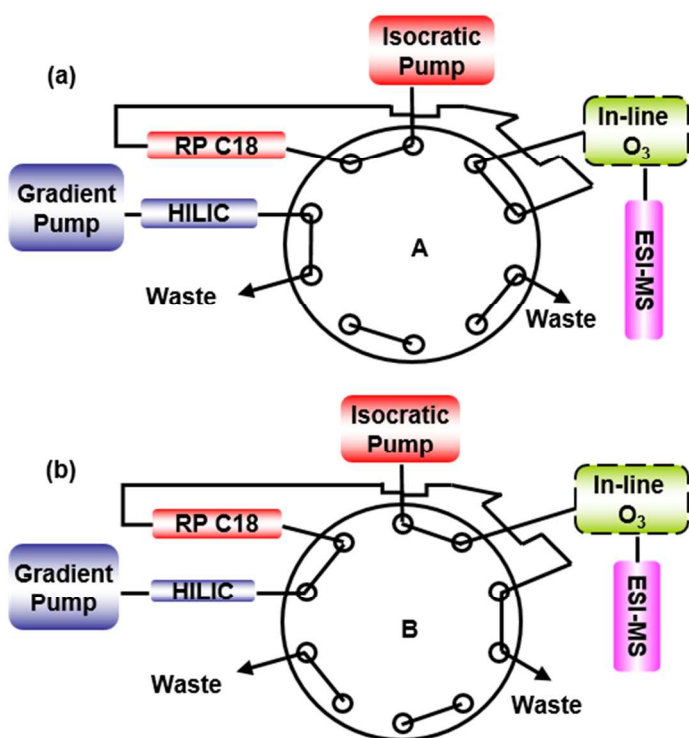 (a)
Isocratic
Pump
In-line
O₃
RP C18
Gradient
Pump
HILIC
A
ESI-MS
Waste
Waste
(b)
Isocratic
Pump
In-line
O₃
RP C18
Gradient
Pump
HILIC
B
ESI-MS
Waste
Waste